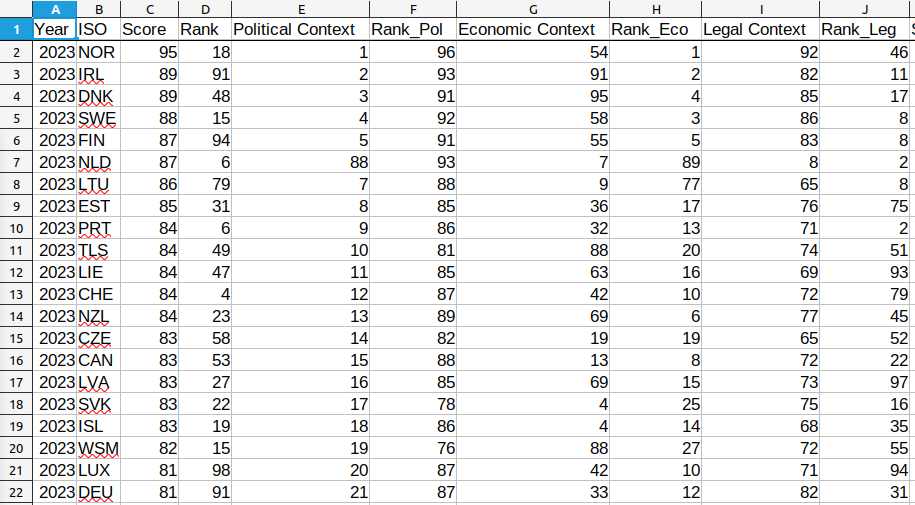 A B C D E F G H I J
1 Year ISO Score Rank Political Context Rank_Pol Economic Context Rank_Eco Legal Context Rank_Leg
2 2023 NOR 95 18 1 96 54 1 92 46
3 2023 IRL 89 91 2 93 91 2 82 11
4 2023 DNK 89 48 3 91 95 4 85 17
5 2023 SWE 88 15 4 92 58 3 86 8
6 2023 FIN 87 94 5 91 55 5 83 8
7 2023 NLD 87 6 88 93 7 89 8 2
8 2023 LTU 86 79 7 88 9 77 65 8
9 2023 EST 85 31 8 85 36 17 76 75
10 2023 PRT 84 6 9 86 32 13 71 2
11 2023 TLS 84 49 10 81 88 20 74 51
12 2023 LIE 84 47 11 85 63 16 69 93
13 2023 CHE 84 4 12 87 42 10 72 79
14 2023 NZL 84 23 13 89 69 6 77 45
15 2023 CZE 83 58 14 82 19 19 65 52
16 2023 CAN 83 53 15 88 13 8 72 22
17 2023 LVA 83 27 16 85 69 15 73 97
18 2023 SVK 83 22 17 78 4 25 75 16
19 2023 ISL 83 19 18 86 4 14 68 35
20 2023 WSM 82 15 19 76 88 27 72 55
21 2023 LUX 81 98 20 87 42 10 71 94
22 2023 DEU 81 91 21 87 33 12 82 31